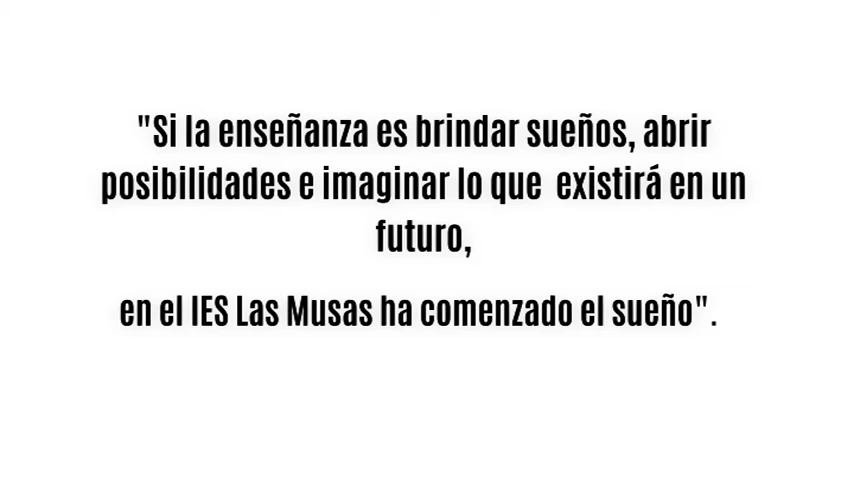 "Si la enseñanza es brindar sueños, abrir
posibilidades e imaginar lo que existirá en un
futuro,
en el IES Las Musas ha comenzado el sueño".